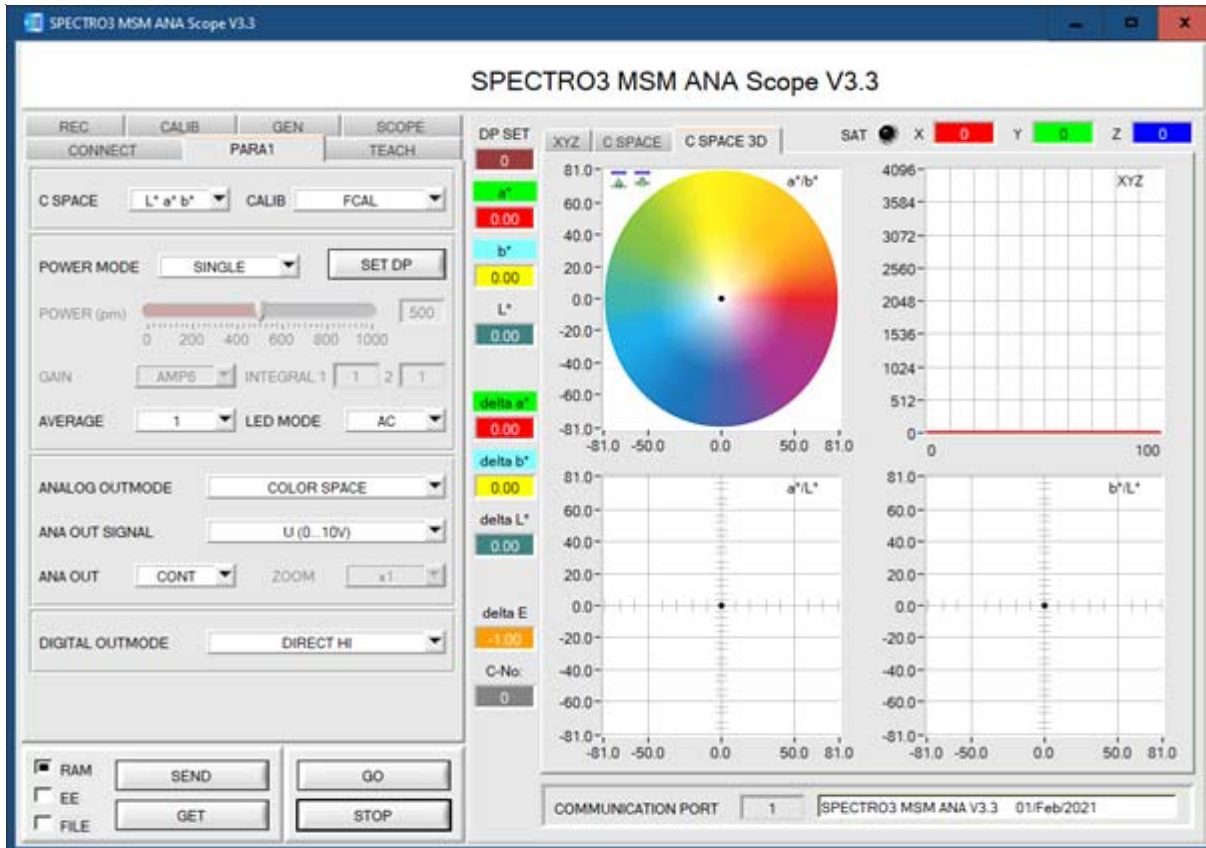 SPECTRO3 MSM ANA Scope V3.3
SPECTRO3 MSM ANA Scope V3.3
REC CALIB GEN SCOPE
CONNECT PARA1 TEACH
C SPACE L* a* b* CALIB FCAL
POWER MODE SINGLE SET DP
POWER (pm) 500
0 200 400 600 800 1000
GAIN AMP6 INTEGRAL 1 1 2 1
AVERAGE 1 LED MODE AC
ANALOG OUTMODE COLOR SPACE
ANA OUT SIGNAL U (0...10V)
ANA OUT CONT ZOOM x1
DIGITAL OUTMODE DIRECT HI
RAM SEND GO
EE
FILE GET STOP
DP SET
0
a*
0.00
b*
0.00
L*
0.00
delta a*
0.00
delta b*
0.00
delta L*
0.00
delta E
-1.00
C-No:
0
XYZ C SPACE C SPACE 3D SAT X 0 Y 0 Z 0
a*/b*
81.0
60.0
40.0
20.0
0.0
-20.0
-40.0
-60.0
-81.0
-81.0 -50.0 0.0 50.0 81.0
XYZ
4096
3584
3072
2560
2048
1536
1024
512
0
0 100
a*/L*
81.0
60.0
40.0
20.0
0.0
-20.0
-40.0
-60.0
-81.0
-81.0 -50.0 0.0 50.0 81.0
b*/L*
81.0
60.0
40.0
20.0
0.0
-20.0
-40.0
-60.0
-81.0
-81.0 -50.0 0.0 50.0 81.0
COMMUNICATION PORT 1 SPECTRO3 MSM ANA V3.3 01/Feb/2021